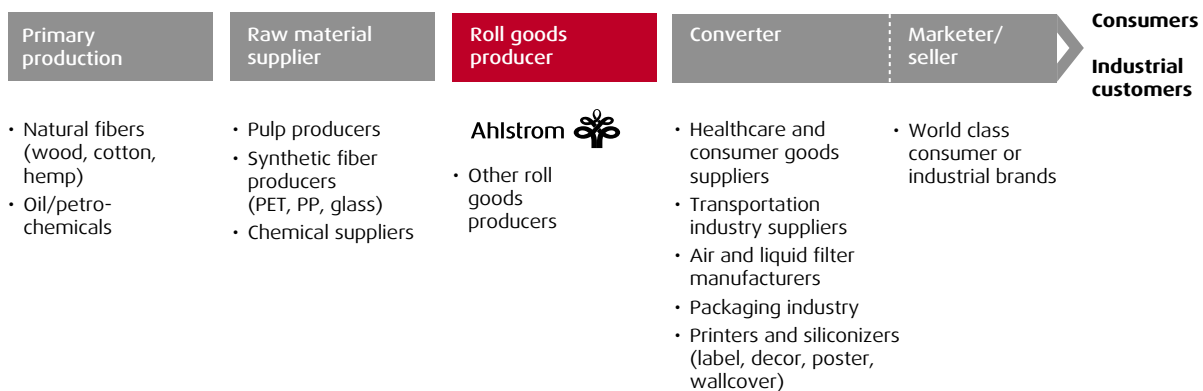 Primary
production
Raw material
supplier
Roll goods
producer
Converter
Marketer/
seller
Consumers
Industrial
customers
• Natural fibers
(wood, cotton,
hemp)
• Oil/petro-
chemicals
• Pulp producers
• Synthetic fiber
producers
(PET, PP, glass)
• Chemical suppliers
Ahlstrom
• Other roll
goods
producers
• Healthcare and
consumer goods
suppliers
• Transportation
industry suppliers
• Air and liquid filter
manufacturers
• Packaging industry
• Printers and siliconizers
(label, decor, poster,
wallcover)
• World class
consumer or
industrial brands